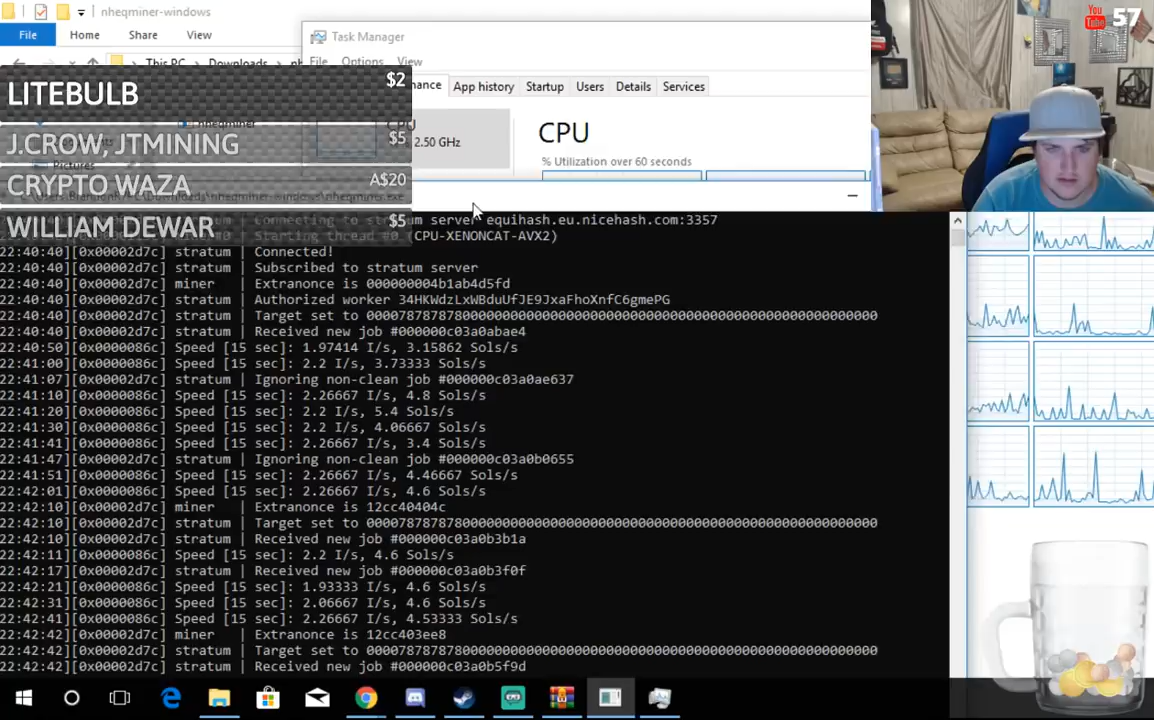 nheqminer-windows
File Home Share View
This PC Downloads
Task Manager
File Options View
App history Startup Users Details Services
CPU
2.50 GHz
% Utilization over 60 seconds
You Tube 57
LITEBULB $2
J.CROW, JTMINING $5
CRYPTO WAZA A$20
WILLIAM DEWAR $5
Pictures
stratum server equihash.eu.nicehash.com:3357
(CPU-XENONCAT-AVX2)
22:40:40][0x00002d7c] stratum | Connected!
22:40:40][0x00002d7c] stratum | Subscribed to stratum server
22:40:40][0x00002d7c] miner | Extranonce is 000000004b1ab4d5fd
22:40:40][0x00002d7c] stratum | Authorized worker 34HKWdzLxWBduUfJE9JxaFhoXnfC6gmePG
22:40:40][0x00002d7c] stratum | Target set to 0000787878780000000000000000000000000000000000000000000000000000
22:40:40][0x00002d7c] stratum | Received new job #000000c03a0abae4
22:40:50][0x0000086c] Speed [15 sec]: 1.97414 I/s, 3.15862 Sols/s
22:41:00][0x0000086c] Speed [15 sec]: 2.2 I/s, 3.73333 Sols/s
22:41:07][0x00002d7c] stratum | Ignoring non-clean job #000000c03a0ae637
22:41:10][0x0000086c] Speed [15 sec]: 2.26667 I/s, 4.8 Sols/s
22:41:20][0x0000086c] Speed [15 sec]: 2.2 I/s, 5.4 Sols/s
22:41:30][0x0000086c] Speed [15 sec]: 2.2 I/s, 4.06667 Sols/s
22:41:41][0x0000086c] Speed [15 sec]: 2.26667 I/s, 3.4 Sols/s
22:41:47][0x00002d7c] stratum | Ignoring non-clean job #000000c03a0b0655
22:41:51][0x0000086c] Speed [15 sec]: 2.26667 I/s, 4.46667 Sols/s
22:42:01][0x0000086c] Speed [15 sec]: 2.26667 I/s, 4.6 Sols/s
22:42:10][0x00002d7c] miner | Extranonce is 12cc40404c
22:42:10][0x00002d7c] stratum | Target set to 0000787878780000000000000000000000000000000000000000000000000000
22:42:10][0x00002d7c] stratum | Received new job #000000c03a0b3b1a
22:42:11][0x0000086c] Speed [15 sec]: 2.2 I/s, 4.6 Sols/s
22:42:17][0x00002d7c] stratum | Received new job #000000c03a0b3f0f
22:42:21][0x0000086c] Speed [15 sec]: 1.93333 I/s, 4.6 Sols/s
22:42:31][0x0000086c] Speed [15 sec]: 2.06667 I/s, 4.6 Sols/s
22:42:41][0x0000086c] Speed [15 sec]: 2.26667 I/s, 4.53333 Sols/s
22:42:42][0x00002d7c] miner | Extranonce is 12cc403ee8
22:42:42][0x00002d7c] stratum | Target set to 0000787878780000000000000000000000000000000000000000000000000000
22:42:42][0x00002d7c] stratum | Received new job #000000c03a0b5f9d